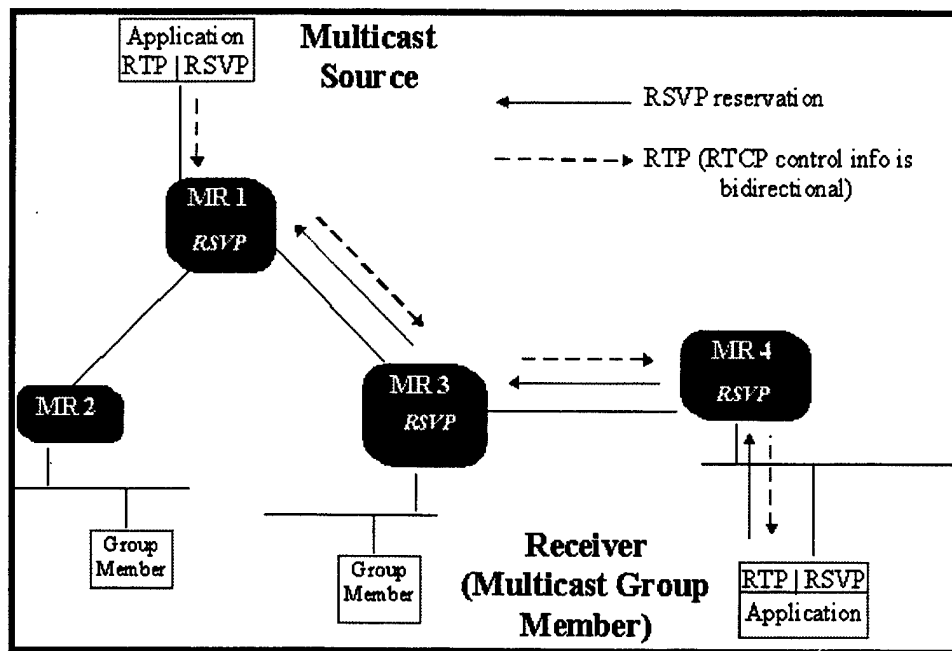 Application
RTP | RSVP
Multicast
Source
RSVP reservation
RTP (RTCP control info is
bidirectional)
MR 1
RSVP
MR 2
MR 3
RSVP
MR 4
RSVP
Group
Member
Group
Member
Receiver
(Multicast Group
Member)
RTP | RSVP
Application